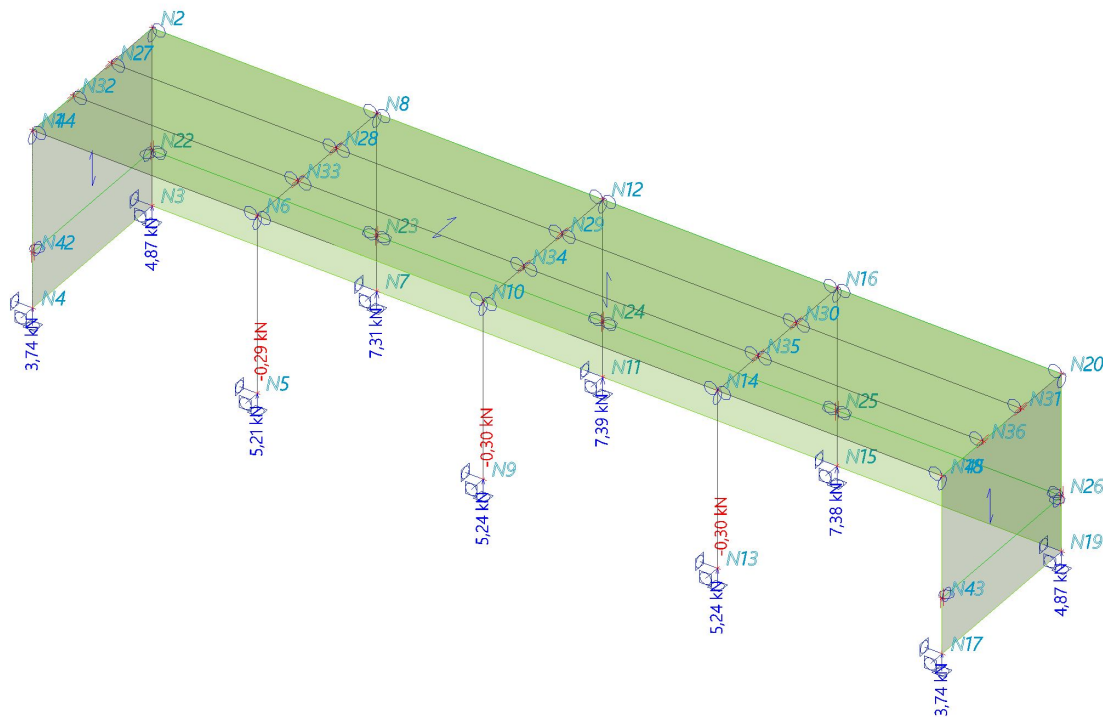 N2
N27
N32
N8
N22
N28
N3
N33
N12
4,87 kN
N6
N23
N29
N42
N34
N7
N16
N4
N10
7,31 kN
N24
N30
3,74 kN
-0,29 kN
N35
N11
N20
N5
N14
7,39 kN
N31
5,21 kN
-0,30 kN
N25
N36
N9
N15
5,24 kN
7,38 kN
N26
-0,30 kN
N13
N19
5,24 kN
N43
4,87 kN
N17
3,74 kN